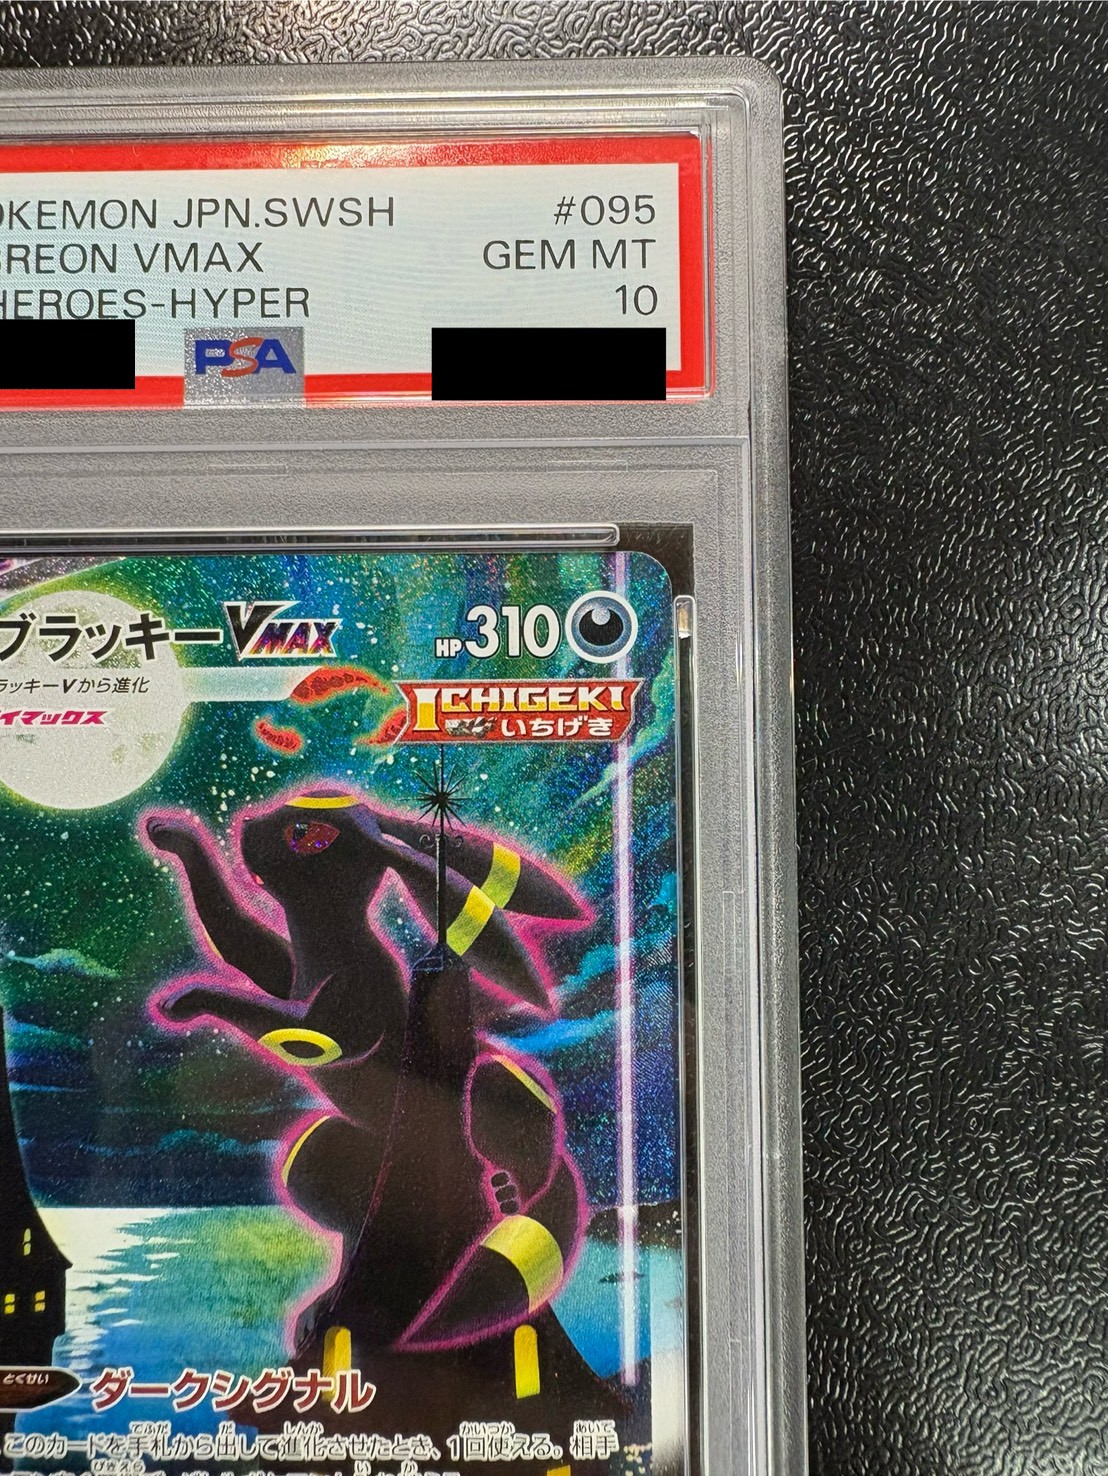 OKEMON JPN.SWSH #095
BREON VMAX GEM MT
HEROES-HYPER 10
PSA
ブラッキーVMAX HP310
ラッキーVから進化
イマックス
ICHIGEKI
いちげき
とくせい ダークシグナル
このカードを手札から出して進化させたとき、1回使える。相手